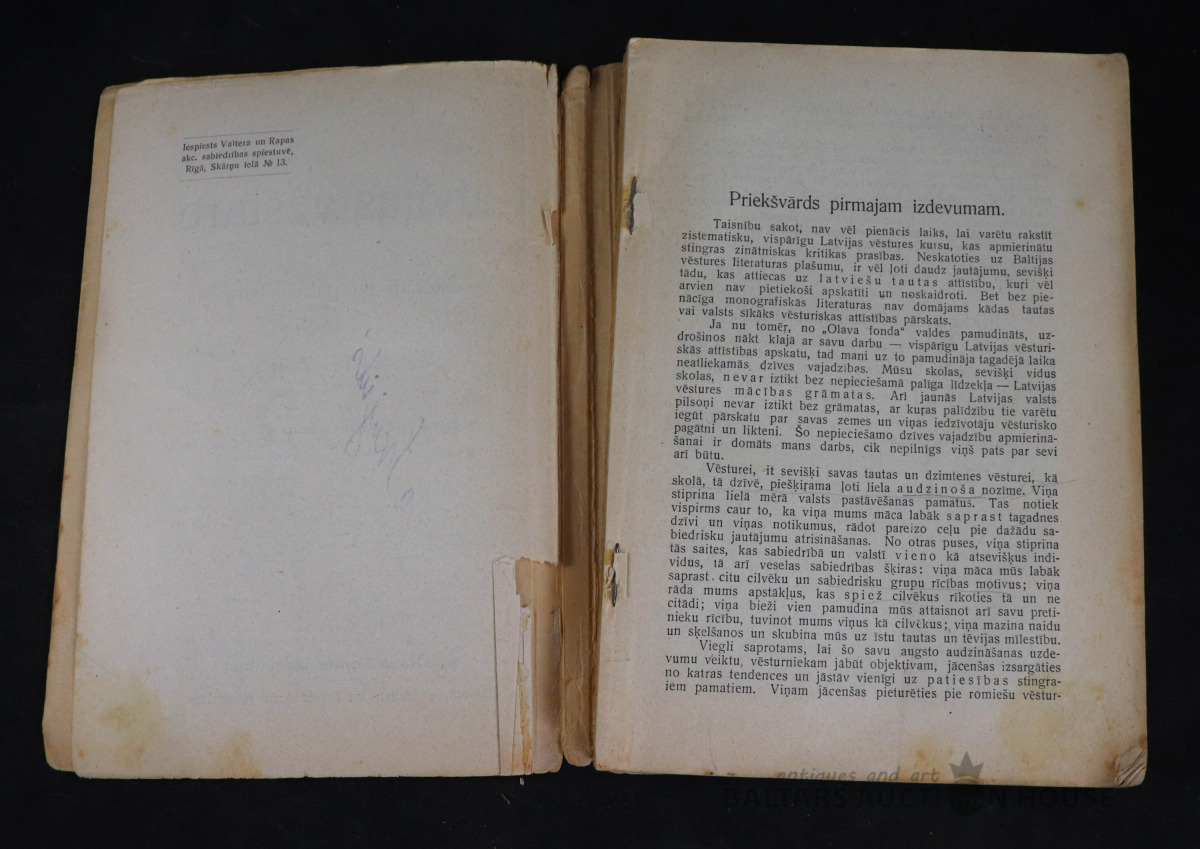 Iespiests Valtera un Rapas
akc. sabiedrības spiestuvē,
Rīgā, Skārņu ielā № 13.
Priekšvārds pirmajam izdevumam.
Taisnību sakot, nav vēl pienācis laiks, lai varētu rakstīt
zistematisku, vispārīgu Latvijas vēstures kursu, kas apmierinātu
stingras zinātniskas kritikas prasības. Neskatoties uz Baltijas
vēstures literaturas plašumu, ir vēl ļoti daudz jautājumu, sevišķi
tādu, kas attiecas uz latviešu tautas attīstību, kuŗi vēl
arvien nav pietiekoši apskatīti un noskaidroti. Bet bez pie-
nācīga monografiskās literaturas nav domājams kādas tautas
vai valsts sīkāks vēsturiskas attīstības pārskats.
Ja nu tomēr, no „Olava fonda“ valdes pamudināts, uz-
drošinos nākt klajā ar savu darbu — vispārīgu Latvijas vēsturi-
skās attīstības apskatu, tad mani uz to pamudināja tagadējā laika
neatliekamās dzīves vajadzības. Mūsu skolas, sevišķi vidus
skolas, nevar iztikt bez nepieciešamā palīga līdzekļa — Latvijas
vēstures mācības grāmatas. Arī jaunās Latvijas valsts
pilsoņi nevar iztikt bez grāmatas, ar kuŗas palīdzību tie varētu
iegūt pārskatu par savas zemes un viņas iedzīvotāju vēsturisko
pagātni un likteni. Šo nepieciešamo dzīves vajadzību apmierinā-
šanai ir domāts mans darbs, cik nepilnīgs viņš pats par sevi
arī būtu.
Vēsturei, it sevišķi savas tautas un dzimtenes vēsturei, kā
skolā, tā dzīvē, piešķirama ļoti liela audzinoša nozīme. Viņa
stiprina lielā mērā valsts pastāvēšanas pamatus. Tas notiek
vispirms caur to, ka viņa mums māca labāk saprast tagadnes
dzīvi un viņas notikumus, rādot pareizo ceļu pie dažādu sa-
biedrisku jautājumu atrisināšanas. No otras puses, viņa stiprina
tās saites, kas sabiedrībā un valstī vieno kā atsevišķus indi-
vidus, tā arī veselas sabiedrības šķiras: viņa māca mūs labāk
saprast citu cilvēku un sabiedrisku grupu rīcības motivus; viņa
rāda mums apstākļus, kas spiež cilvēkus rīkoties tā un ne
citādi; viņa bieži vien pamudina mūs attaisnot arī savu preti-
nieku rīcību, tuvinot mums viņus kā cilvēkus; viņa mazina naidu
un šķelšanos un skubina mūs uz īstu tautas un tēvijas mīlestību.
Viegli saprotams, lai šo savu augsto audzināšanas uzde-
vumu veiktu, vēsturniekam jābūt objektīvam, jācenšas izsargāties
no katras tendences un jāstāv vienīgi uz patiesības stingra-
iem pamatiem. Viņam jācenšas pieturēties pie romiešu vēstur-
antiques and art
BALTARS AUCTION HOUSE